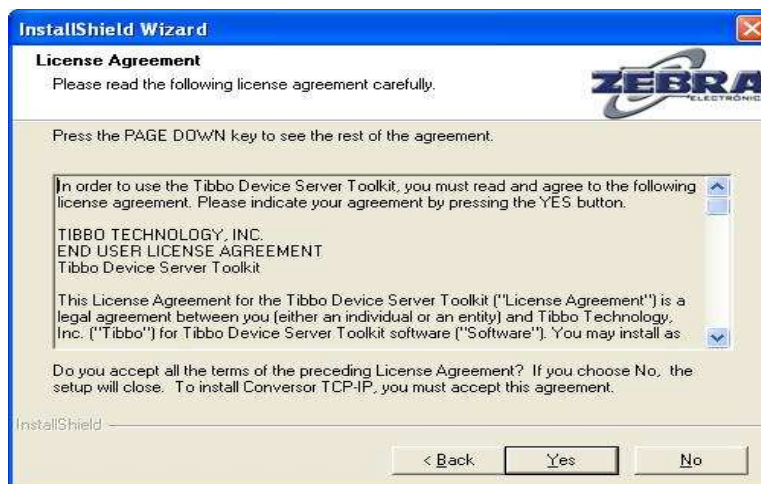 InstallShield Wizard
License Agreement
Please read the following license agreement carefully.
ZEBRA
ELECTRÓNICA
Press the PAGE DOWN key to see the rest of the agreement.
In order to use the Tibbo Device Server Toolkit, you must read and agree to the following
license agreement. Please indicate your agreement by pressing the YES button.
TIBBO TECHNOLOGY, INC.
END USER LICENSE AGREEMENT
Tibbo Device Server Toolkit
This License Agreement for the Tibbo Device Server Toolkit ("License Agreement") is a
legal agreement between you (either an individual or an entity) and Tibbo Technology,
Inc. ("Tibbo") for Tibbo Device Server Toolkit software ("Software"). You may install as
Do you accept all the terms of the preceding License Agreement? If you choose No, the
setup will close. To install Conversor TCP-IP, you must accept this agreement.
InstallShield
< Back
Yes
No